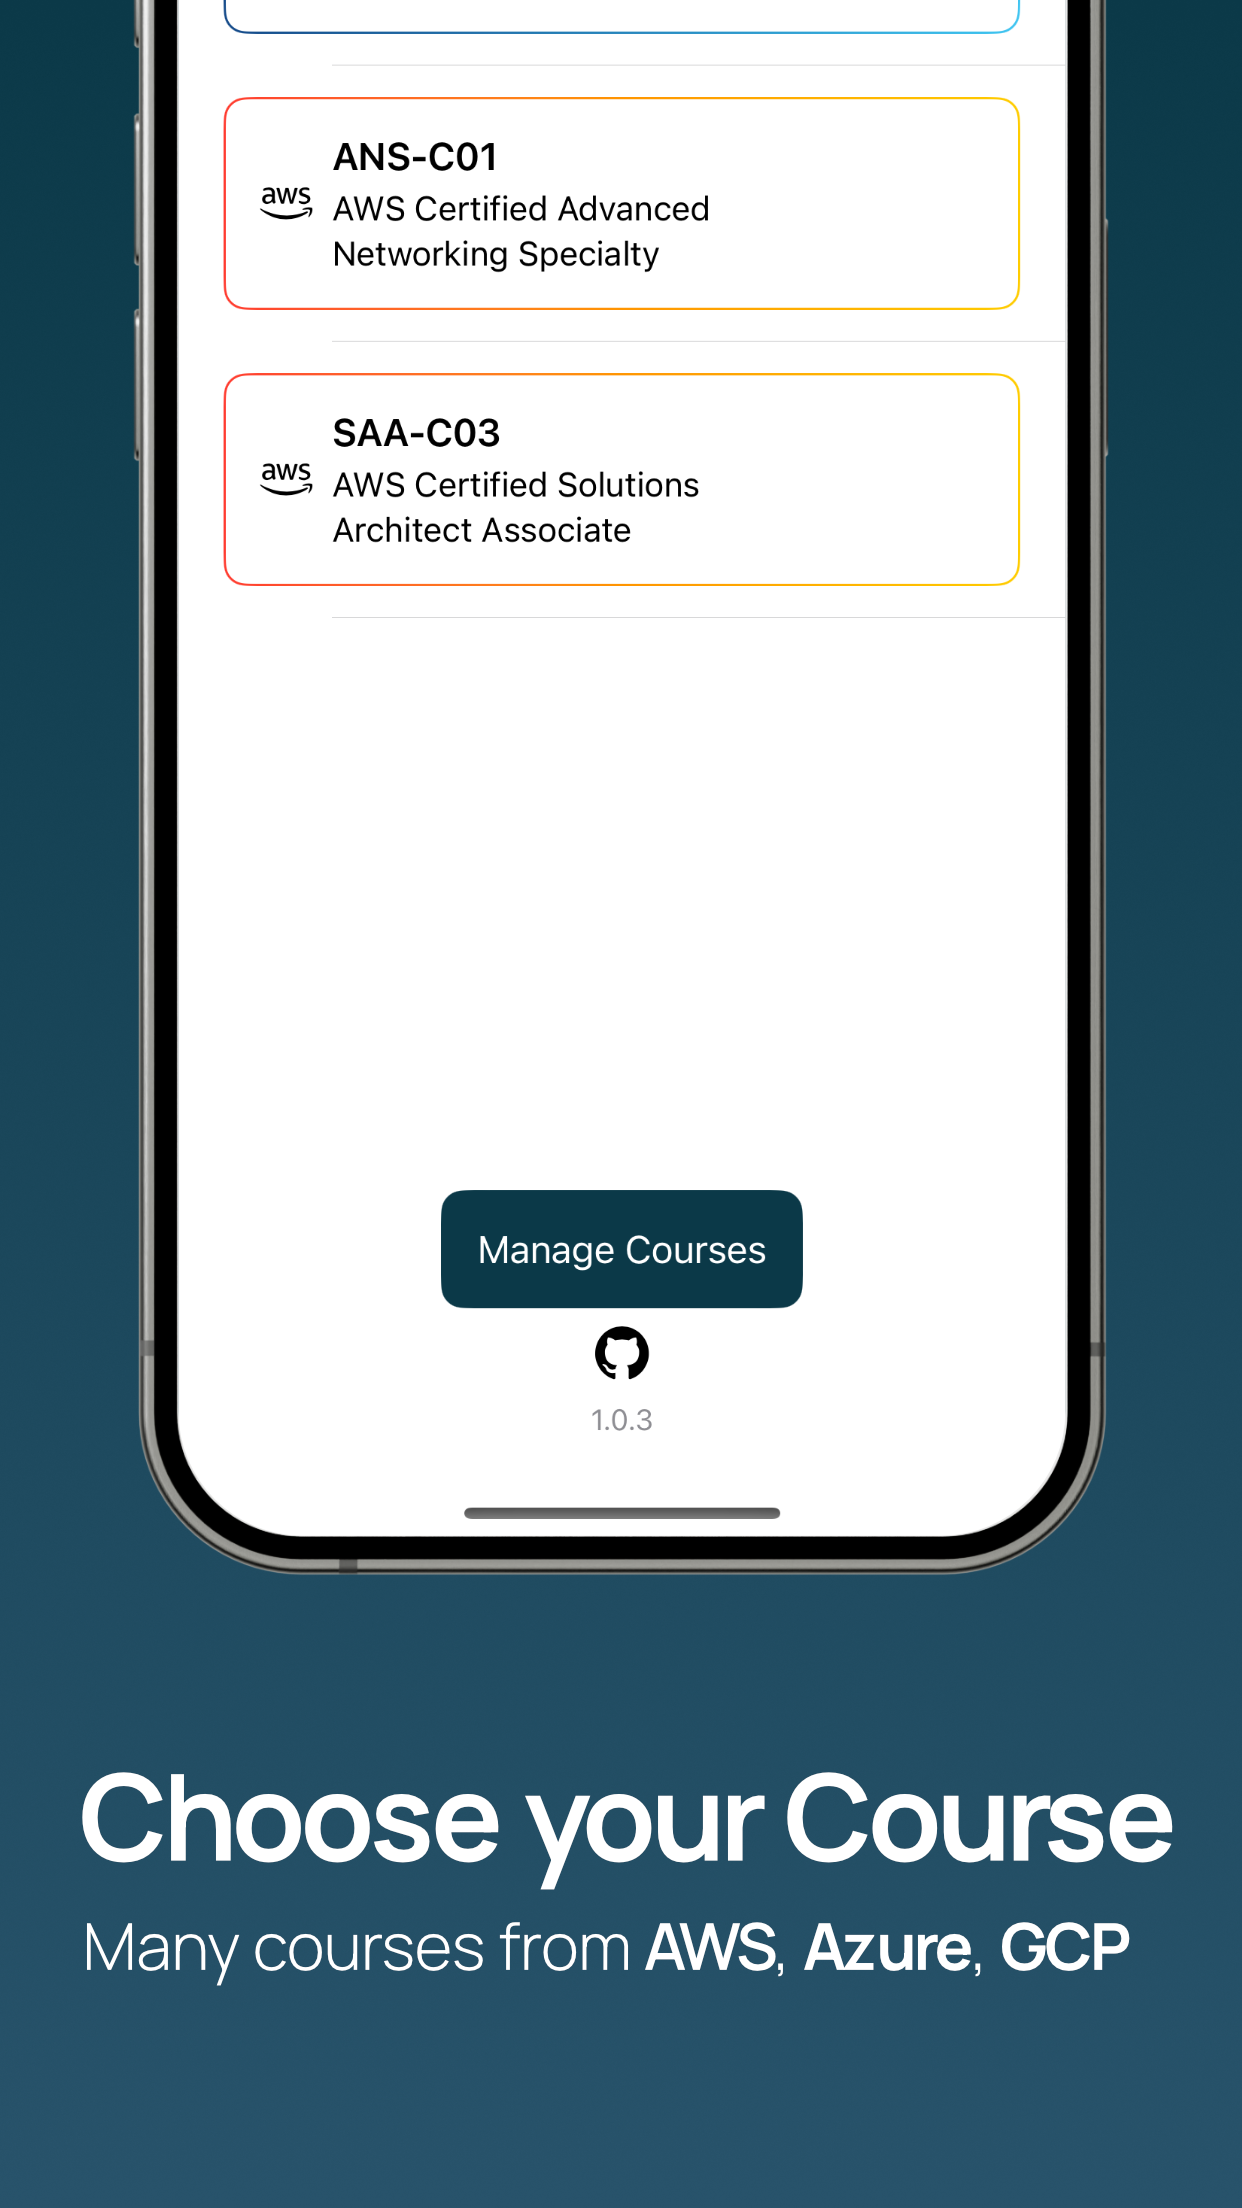 ANS-C01
aws
AWS Certified Advanced
Networking Specialty
SAA-C03
aws
AWS Certified Solutions
Architect Associate
Manage Courses
1.0.3
Choose your Course
Many courses from AWS, Azure, GCP